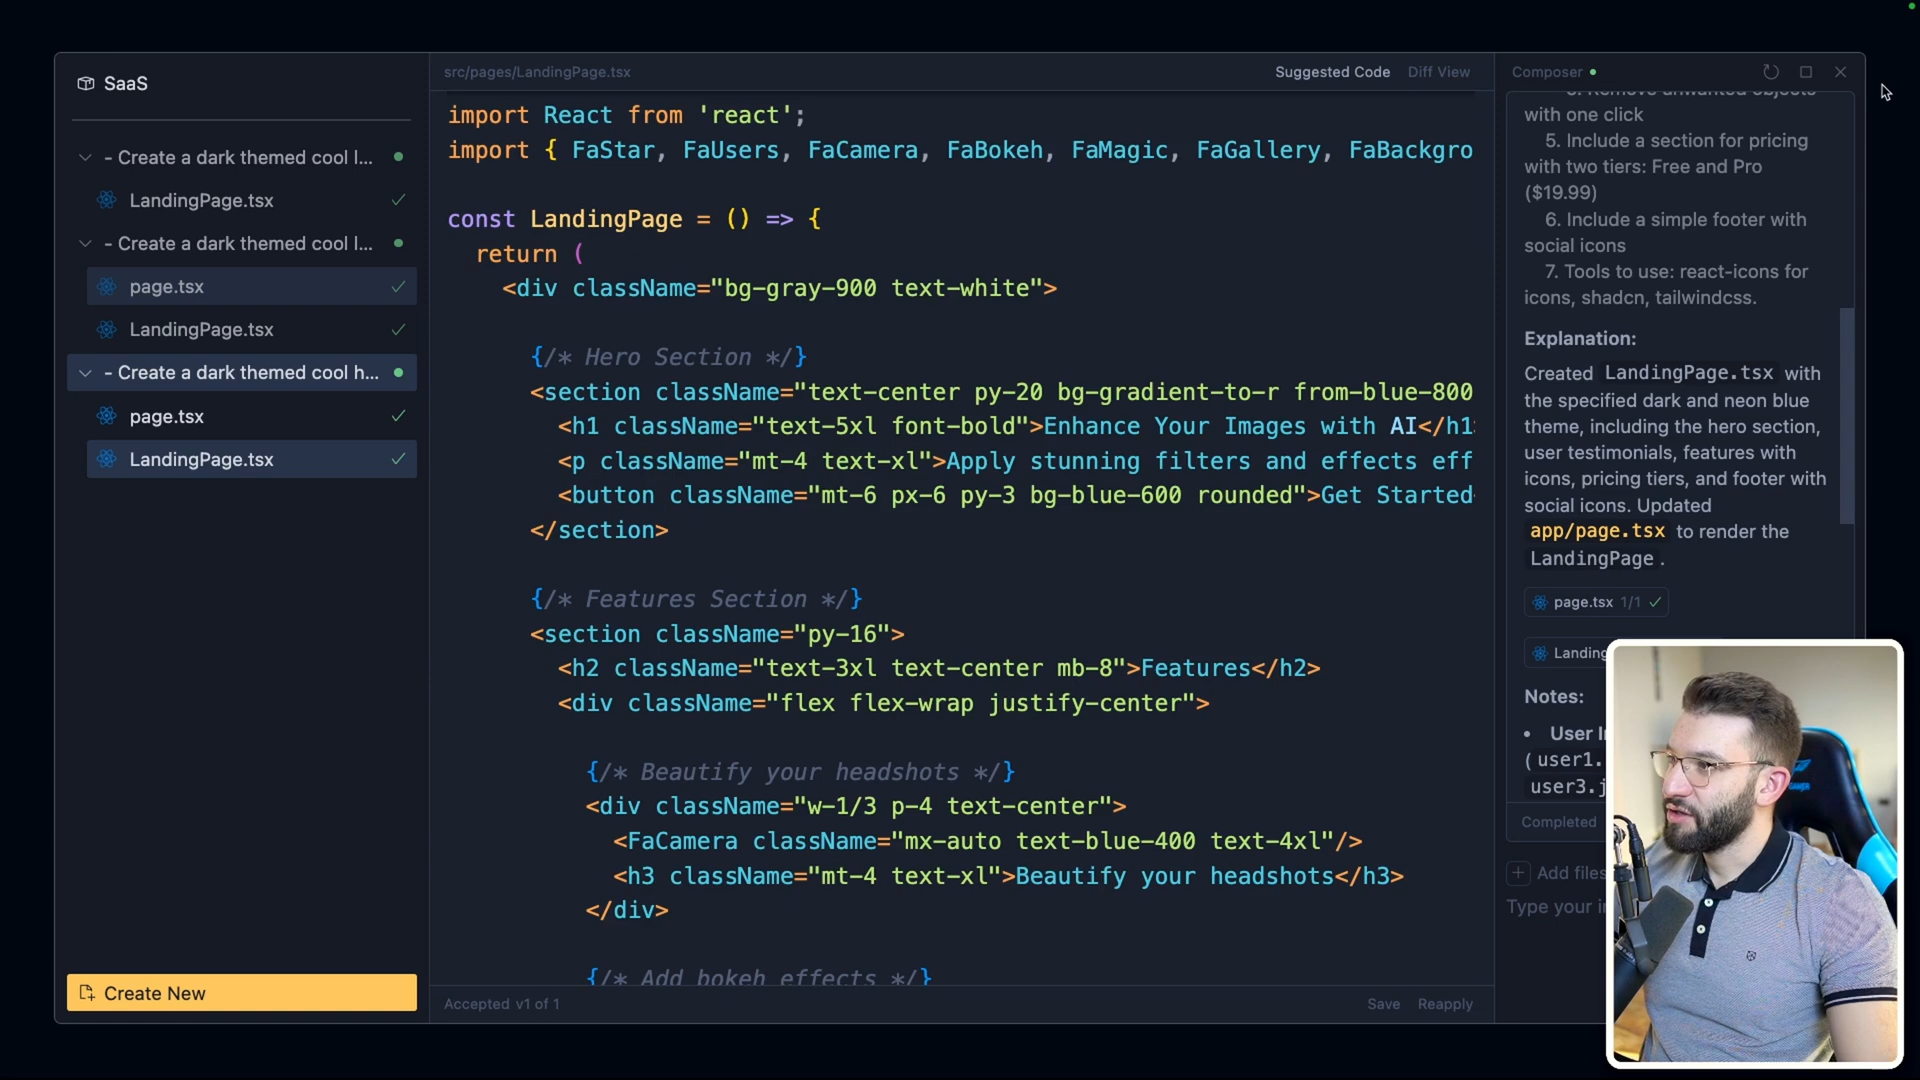 SaaS
- Create a dark themed cool l...
LandingPage.tsx
- Create a dark themed cool l...
page.tsx
LandingPage.tsx
- Create a dark themed cool h...
page.tsx
LandingPage.tsx
Create New
src/pages/LandingPage.tsx
Suggested Code Diff View
import React from 'react';
import { FaStar, FaUsers, FaCamera, FaBokeh, FaMagic, FaGallery, FaBackgro
const LandingPage = () => {
return (
<div className="bg-gray-900 text-white">
{/* Hero Section */}
<section className="text-center py-20 bg-gradient-to-r from-blue-800
<h1 className="text-5xl font-bold">Enhance Your Images with AI</h1>
<p className="mt-4 text-xl">Apply stunning filters and effects eff
<button className="mt-6 px-6 py-3 bg-blue-600 rounded">Get Started
</section>
{/* Features Section */}
<section className="py-16">
<h2 className="text-3xl text-center mb-8">Features</h2>
<div className="flex flex-wrap justify-center">
{/* Beautify your headshots */}
<div className="w-1/3 p-4 text-center">
<FaCamera className="mx-auto text-blue-400 text-4xl"/>
<h3 className="mt-4 text-xl">Beautify your headshots</h3>
</div>
{/* Add bokeh effects */}
Accepted v1 of 1
Save Reapply
Composer
Remove unwanted objects
with one click
5. Include a section for pricing
with two tiers: Free and Pro
($19.99)
6. Include a simple footer with
social icons
7. Tools to use: react-icons for
icons, shadcn, tailwindcss.
Explanation:
Created LandingPage.tsx with
the specified dark and neon blue
theme, including the hero section,
user testimonials, features with
icons, pricing tiers, and footer with
social icons. Updated
app/page.tsx to render the
LandingPage.
page.tsx 1/1
Landing
Notes:
• User
(user1.
user3.j
Completed
+ Add files
Type your